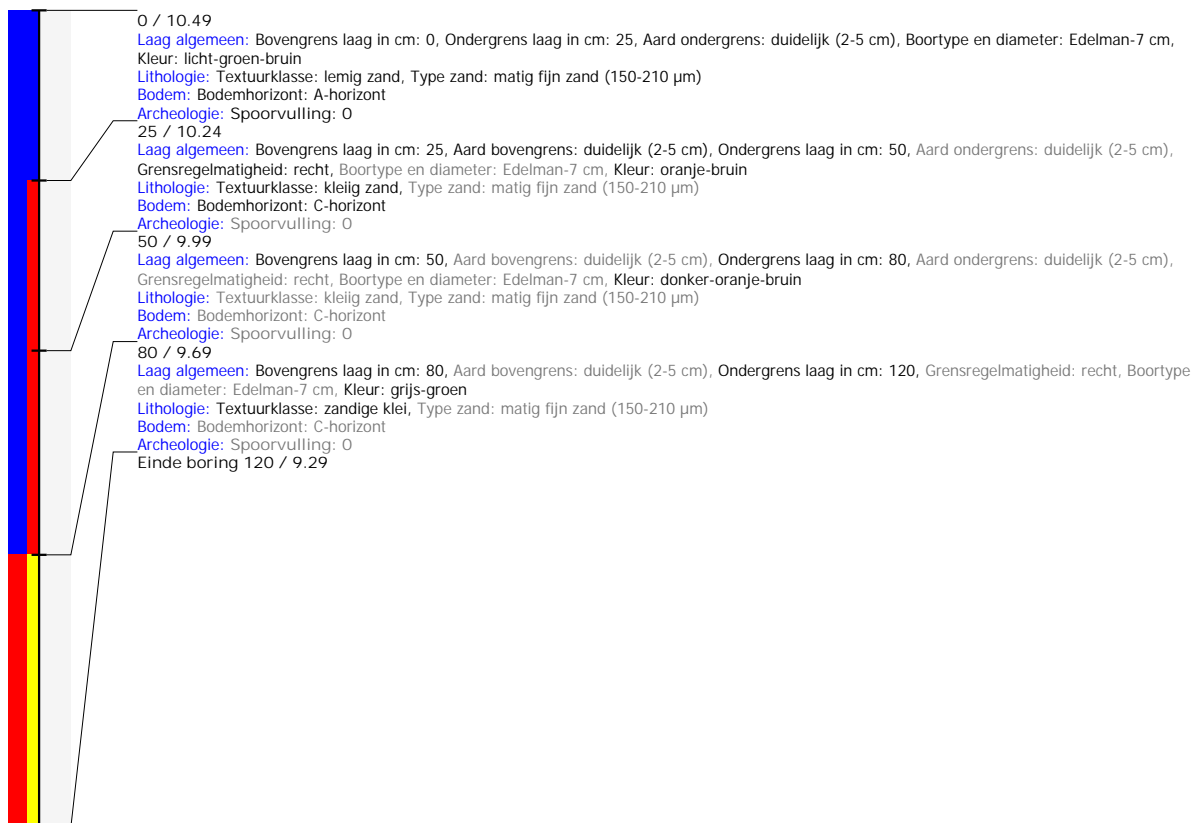 0 / 10.49
Laag algemeen: Bovengrens laag in cm: 0, Ondergrens laag in cm: 25, Aard ondergrens: duidelijk (2-5 cm), Boortype en diameter: Edelman-7 cm,
Kleur: licht-groen-bruin
Lithologie: Textuurklasse: lemig zand, Type zand: matig fijn zand (150-210 µm)
Bodem: Bodemhorizont: A-horizont
Archeologie: Spoorvulling: 0
25 / 10.24
Laag algemeen: Bovengrens laag in cm: 25, Aard bovengrens: duidelijk (2-5 cm), Ondergrens laag in cm: 50, Aard ondergrens: duidelijk (2-5 cm),
Grensregelmatigheid: recht, Boortype en diameter: Edelman-7 cm, Kleur: oranje-bruin
Lithologie: Textuurklasse: kleiig zand, Type zand: matig fijn zand (150-210 µm)
Bodem: Bodemhorizont: C-horizont
Archeologie: Spoorvulling: 0
50 / 9.99
Laag algemeen: Bovengrens laag in cm: 50, Aard bovengrens: duidelijk (2-5 cm), Ondergrens laag in cm: 80, Aard ondergrens: duidelijk (2-5 cm),
Grensregelmatigheid: recht, Boortype en diameter: Edelman-7 cm, Kleur: donker-oranje-bruin
Lithologie: Textuurklasse: kleiig zand, Type zand: matig fijn zand (150-210 µm)
Bodem: Bodemhorizont: C-horizont
Archeologie: Spoorvulling: 0
80 / 9.69
Laag algemeen: Bovengrens laag in cm: 80, Aard bovengrens: duidelijk (2-5 cm), Ondergrens laag in cm: 120, Grensregelmatigheid: recht, Boortype
en diameter: Edelman-7 cm, Kleur: grijs-groen
Lithologie: Textuurklasse: zandige klei, Type zand: matig fijn zand (150-210 µm)
Bodem: Bodemhorizont: C-horizont
Archeologie: Spoorvulling: 0
Einde boring 120 / 9.29